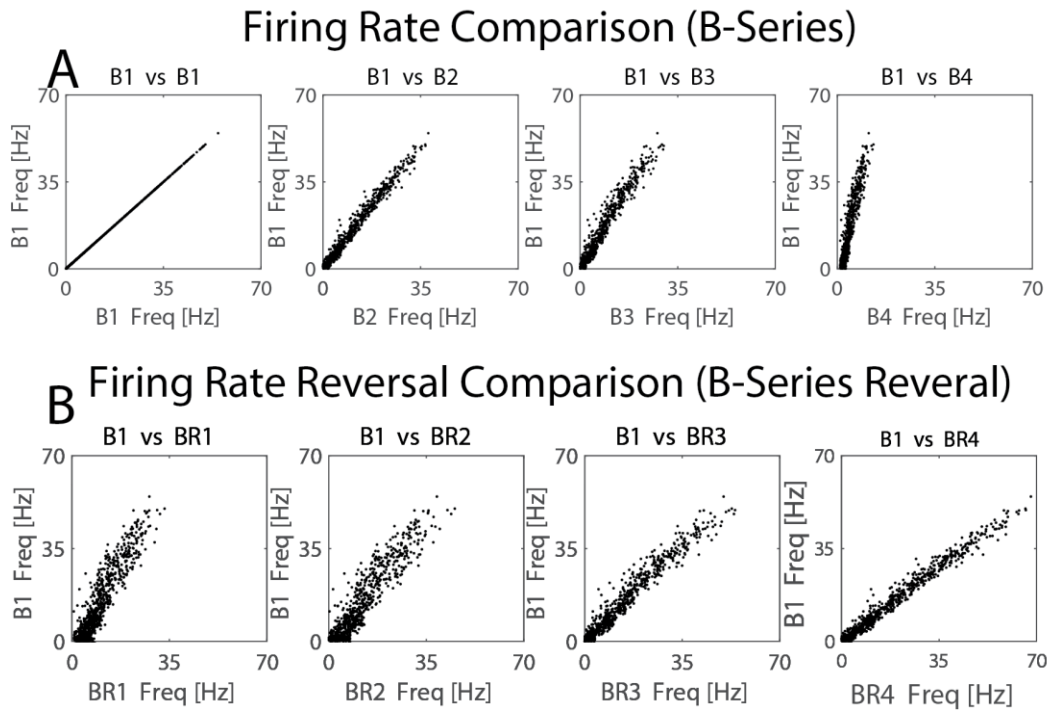 Firing Rate Comparison (B-Series)
A
B1 vs B1
B1 vs B2
B1 vs B3
B1 vs B4
70
35
0
B1 Freq [Hz]
0 35 70
B1 Freq [Hz]
70
35
0
B1 Freq [Hz]
0 35 70
B2 Freq [Hz]
70
35
0
B1 Freq [Hz]
0 35 70
B3 Freq [Hz]
70
35
0
B1 Freq [Hz]
0 35 70
B4 Freq [Hz]
Firing Rate Reversal Comparison (B-Series Reveral)
B
B1 vs BR1
B1 vs BR2
B1 vs BR3
B1 vs BR4
70
35
0
B1 Freq [Hz]
0 35 70
BR1 Freq [Hz]
70
35
0
B1 Freq [Hz]
0 35 70
BR2 Freq [Hz]
70
35
0
B1 Freq [Hz]
0 35 70
BR3 Freq [Hz]
70
35
0
B1 Freq [Hz]
0 35 70
BR4 Freq [Hz]